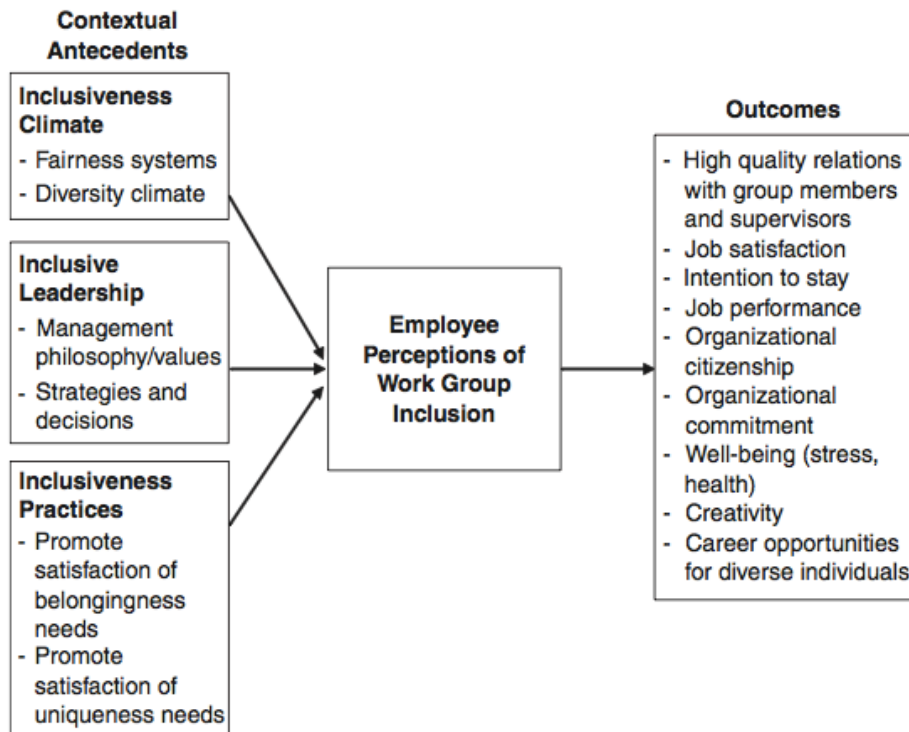 Contextual
Antecedents
Inclusiveness
Climate
- Fairness systems
- Diversity climate
Inclusive
Leadership
- Management
philosophy/values
- Strategies and
decisions
Inclusiveness
Practices
- Promote
satisfaction of
belongingness
needs
- Promote
satisfaction of
uniqueness needs
Employee
Perceptions of
Work Group
Inclusion
Outcomes
- High quality relations
with group members
and supervisors
- Job satisfaction
- Intention to stay
- Job performance
- Organizational
citizenship
- Organizational
commitment
- Well-being (stress,
health)
- Creativity
- Career opportunities
for diverse individuals